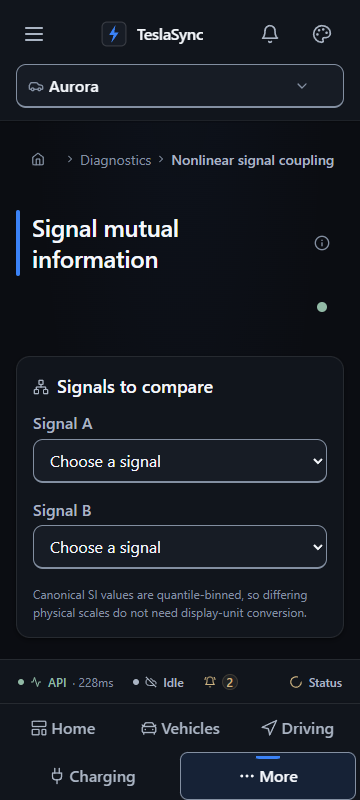 TeslaSync
Aurora
Diagnostics
Nonlinear signal coupling
Signal mutual
information
Signals to compare
Signal A
Choose a signal
Signal B
Choose a signal
Canonical SI values are quantile-binned, so differing
physical scales do not need display-unit conversion.
API · 228ms
Idle
2
Status
Home
Vehicles
Driving
Charging
More